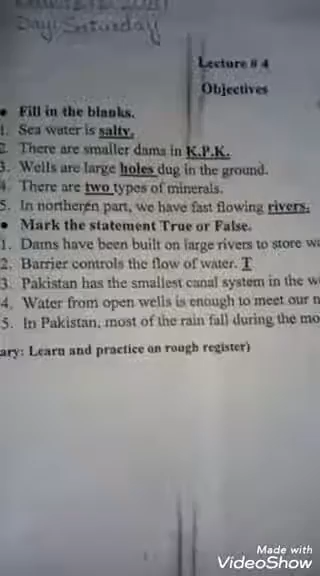 Day: Saturday
Lecture # 4
Objectives
• Fill in the blanks.
1. Sea water is salty.
2. There are smaller dams in K.P.K.
3. Wells are large holes dug in the ground.
4. There are two types of minerals.
5. In northeren part, we have fast flowing rivers.
• Mark the statement True or False.
1. Dams have been built on large rivers to store wa
2. Barrier controls the flow of water. T
3. Pakistan has the smallest canal system in the w
4. Water from open wells is enough to meet our n
5. In Pakistan, most of the rain fall during the mo
ary: Learn and practice on rough register)
Made with
VideoShow